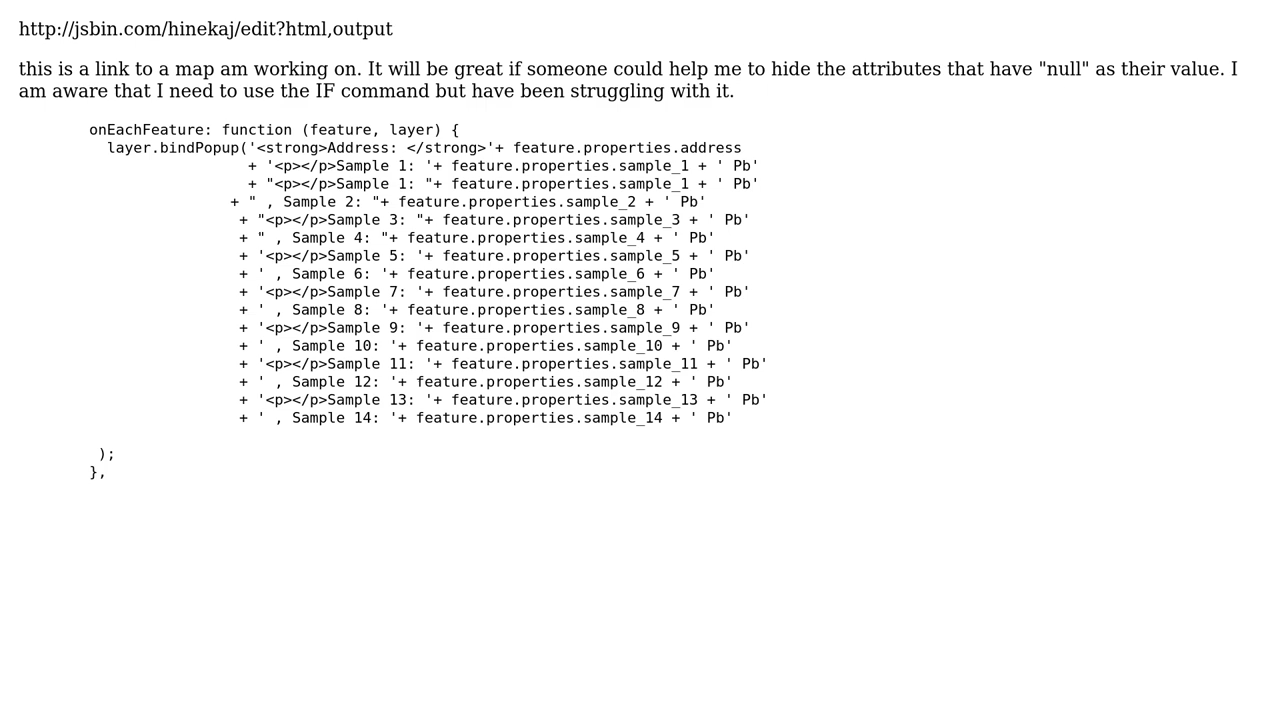 http://jsbin.com/hinekaj/edit?html,output
this is a link to a map am working on. It will be great if someone could help me to hide the attributes that have "null" as their value. I
am aware that I need to use the IF command but have been struggling with it.
        onEachFeature: function (feature, layer) {
          layer.bindPopup('<strong>Address: </strong>'+ feature.properties.address
                          + '<p></p>Sample 1: '+ feature.properties.sample_1 + ' Pb'
                          + "<p></p>Sample 1: "+ feature.properties.sample_1 + ' Pb'
                        + " , Sample 2: "+ feature.properties.sample_2 + ' Pb'
                         + "<p></p>Sample 3: "+ feature.properties.sample_3 + ' Pb'
                         + " , Sample 4: "+ feature.properties.sample_4 + ' Pb'
                         + '<p></p>Sample 5: '+ feature.properties.sample_5 + ' Pb'
                         + ' , Sample 6: '+ feature.properties.sample_6 + ' Pb'
                         + '<p></p>Sample 7: '+ feature.properties.sample_7 + ' Pb'
                         + ' , Sample 8: '+ feature.properties.sample_8 + ' Pb'
                         + '<p></p>Sample 9: '+ feature.properties.sample_9 + ' Pb'
                         + ' , Sample 10: '+ feature.properties.sample_10 + ' Pb'
                         + '<p></p>Sample 11: '+ feature.properties.sample_11 + ' Pb'
                         + ' , Sample 12: '+ feature.properties.sample_12 + ' Pb'
                         + '<p></p>Sample 13: '+ feature.properties.sample_13 + ' Pb'
                         + ' , Sample 14: '+ feature.properties.sample_14 + ' Pb'
         );
        },